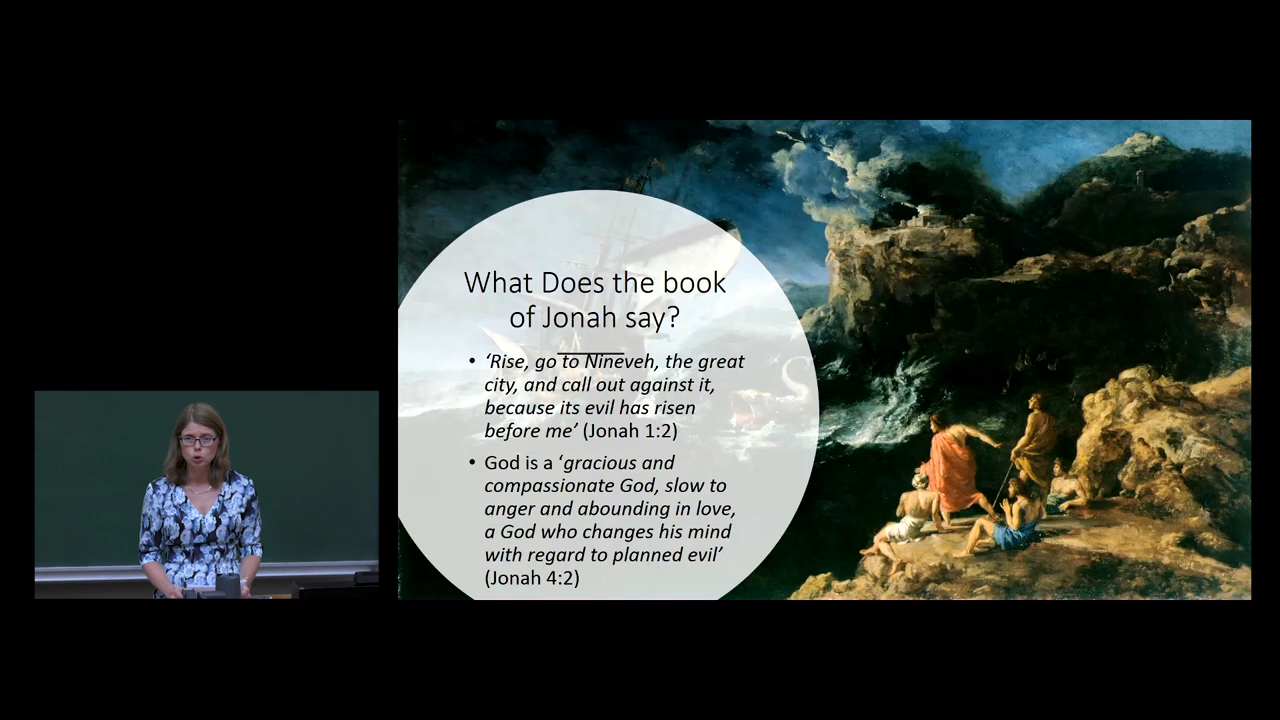 What Does the book
of Jonah say?
• ‘Rise, go to Nineveh, the great
city, and call out against it,
because its evil has risen
before me’ (Jonah 1:2)
• God is a ‘gracious and
compassionate God, slow to
anger and abounding in love,
a God who changes his mind
with regard to planned evil’
(Jonah 4:2)